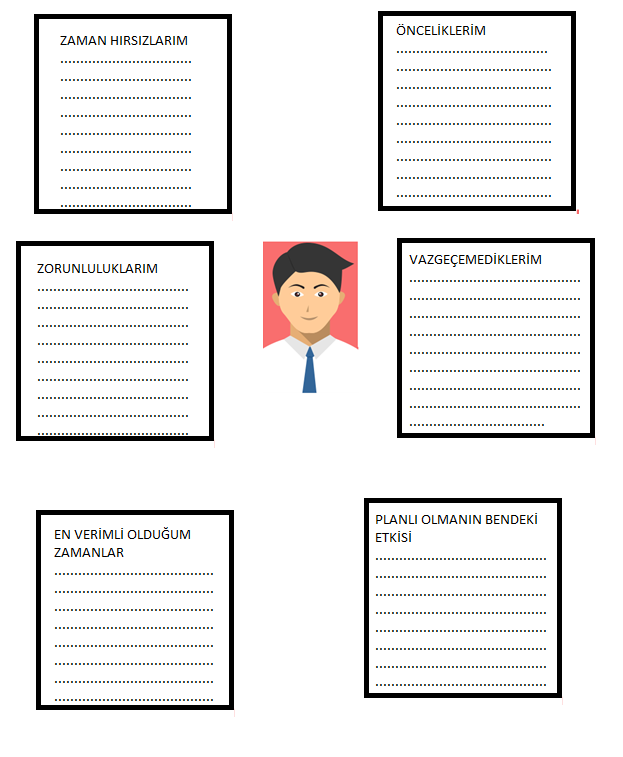 ZAMAN HIRSIZLARIM
ÖNCELİKLERİM
ZORUNLULUKLARIM
VAZGEÇEMEDİKLERİM
EN VERİMLİ OLDUĞUM
ZAMANLAR
PLANLI OLMANIN BENDEKİ
ETKİSİ